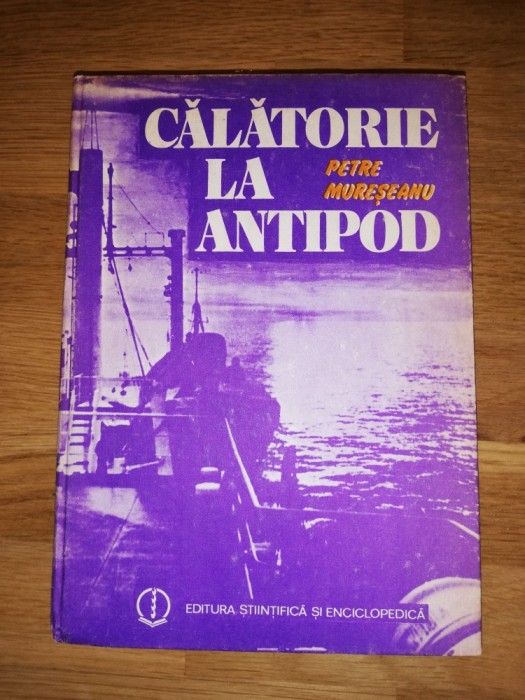 CĂLĂTORIE
LA
ANTIPOD
PETRE
MUREȘEANU
EDITURA ȘTIINȚIFICĂ ȘI ENCICLOPEDICĂ